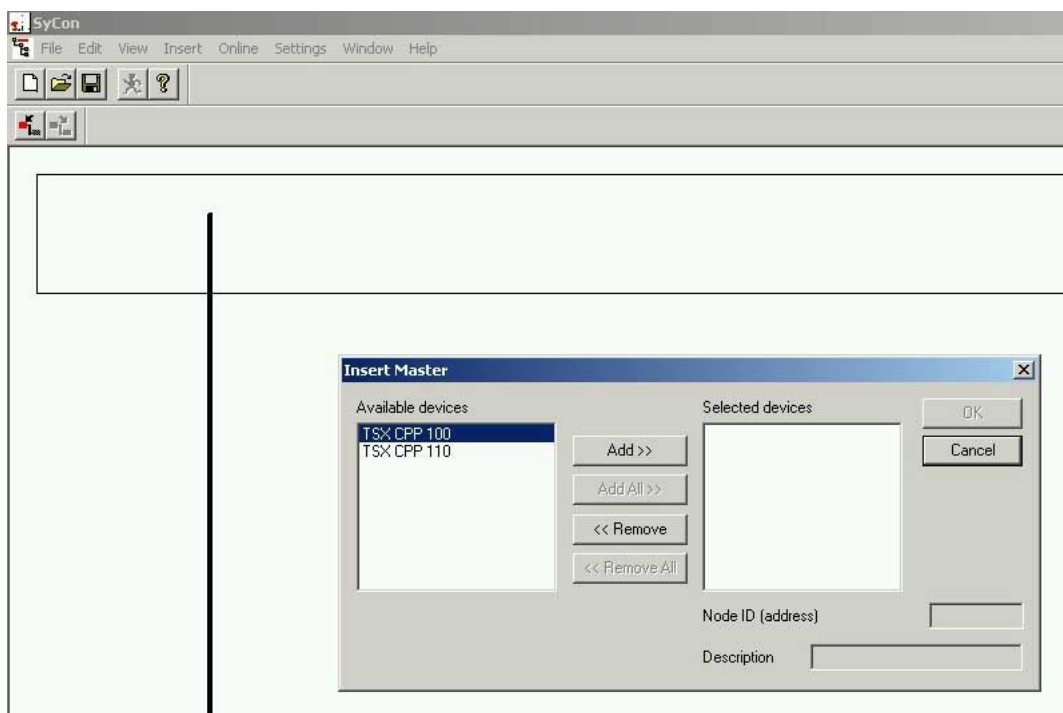 SyCon
File Edit View Insert Online Settings Window Help
Insert Master
Available devices
TSX CPP 100
TSX CPP 110
Add >>
Add All >>
<< Remove
<< Remove All
Selected devices
OK
Cancel
Node ID (address)
Description